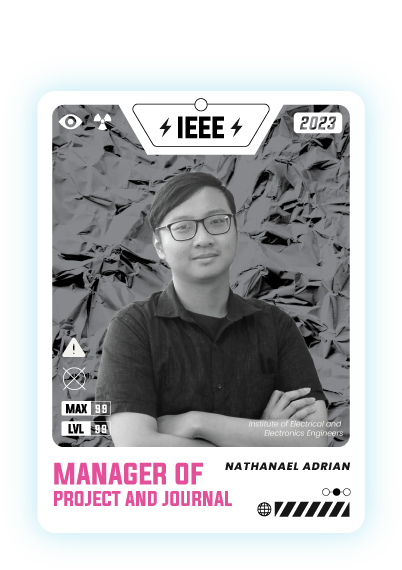 IEEE
2023
MAX 99
LVL 99
Institute of Electrical and
Electronics Engineers
MANAGER OF
PROJECT AND JOURNAL
NATHANAEL ADRIAN